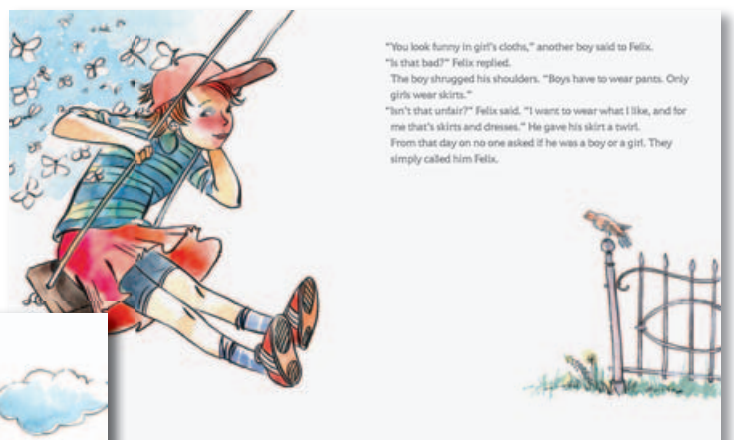 “You look funny in girl's cloths,” another boy said to Felix.
“Is that bad?” Felix replied.
The boy shrugged his shoulders. “Boys have to wear pants. Only
girls wear skirts.”
“Isn't that unfair?” Felix said. “I want to wear what I like, and for
me that's skirts and dresses.” He gave his skirt a twirl.
From that day on no one asked if he was a boy or a girl. They
simply called him Felix.